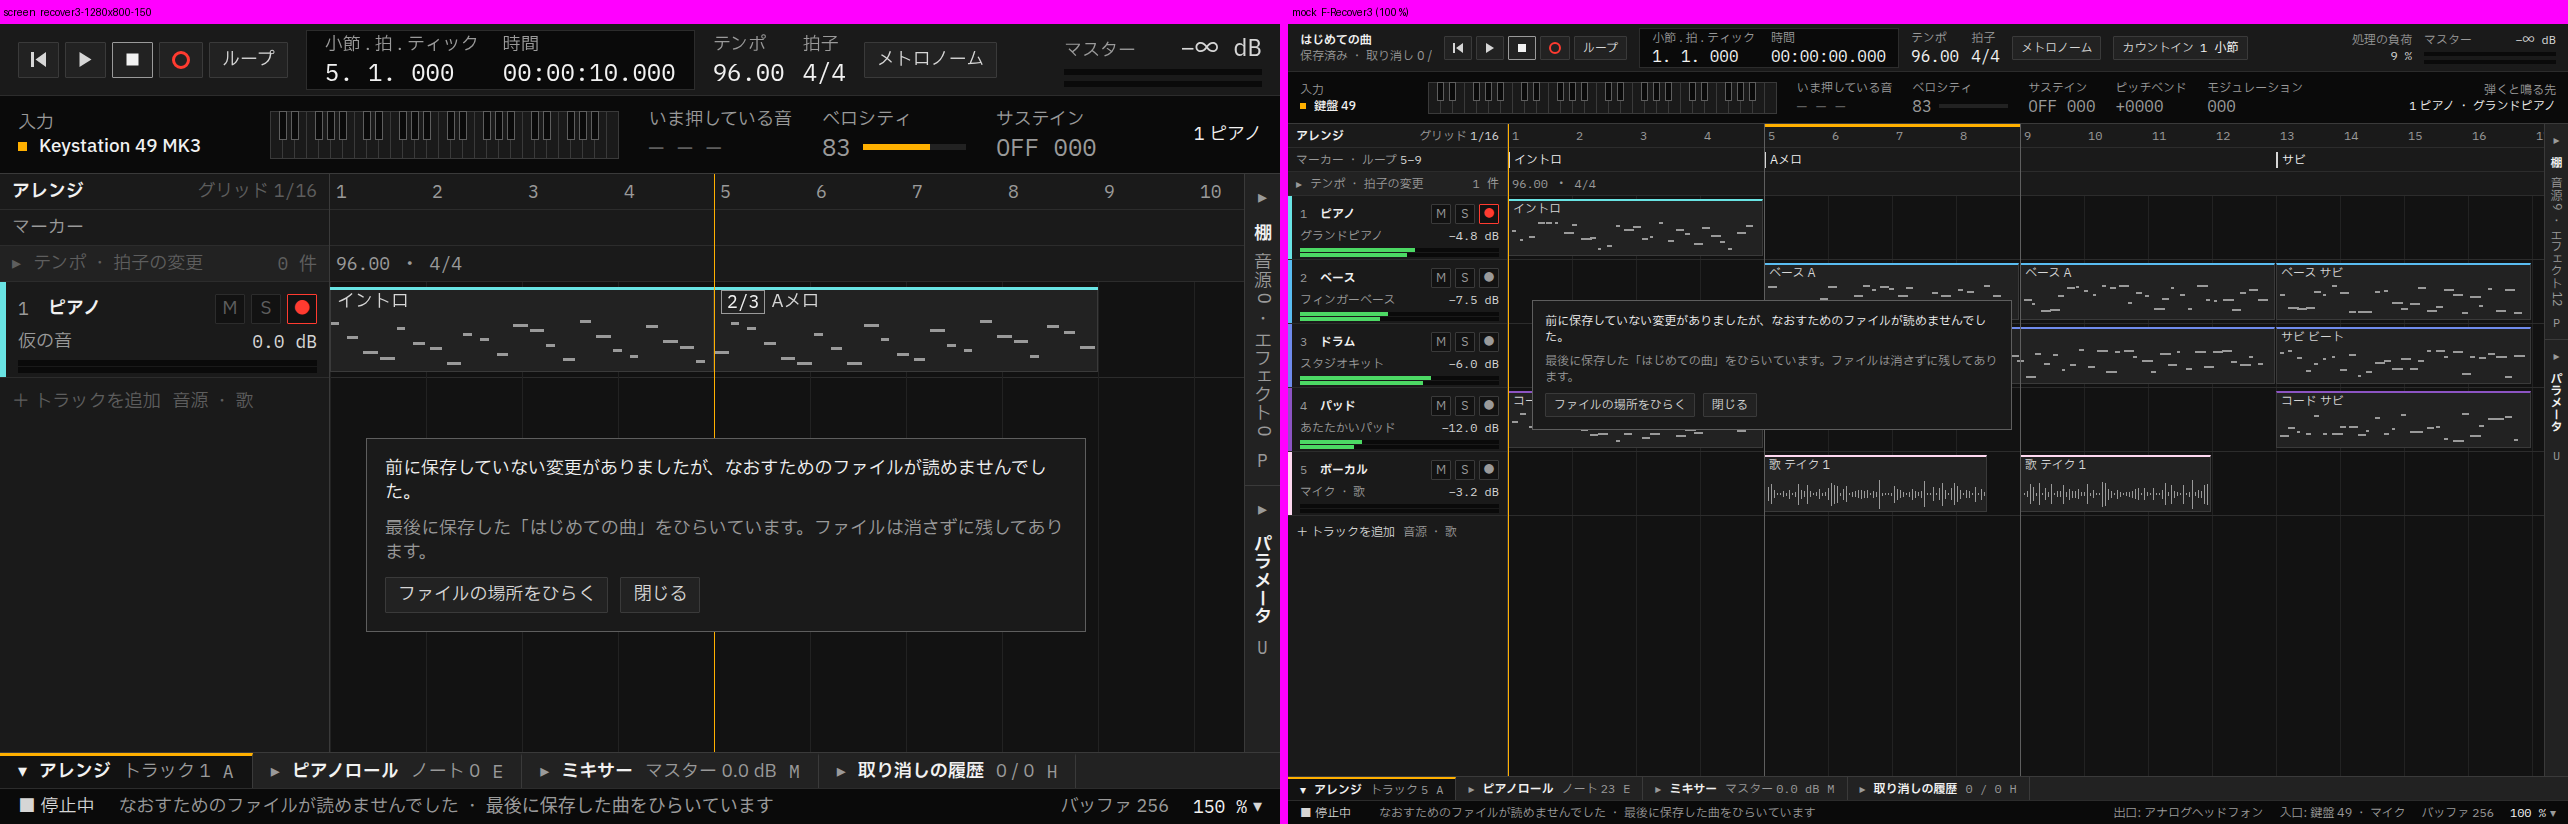 screen recover3-1280x800-150
ループ
小節 . 拍 . ティック 時間
5. 1. 000 00:00:10.000
テンポ 拍子
96.00 4/4
メトロノーム
マスター −∞ dB
入力
Keystation 49 MK3
いま押している音 ベロシティ サステイン
— — — 83 OFF 000
1 ピアノ
アレンジ グリッド 1/16
1 2 3 4 5 6 7 8 9 10
マーカー
▸ テンポ ・ 拍子の変更 0 件
96.00 ・ 4/4
1 ピアノ M S
仮の音 0.0 dB
イントロ
2/3 Aメロ
＋ トラックを追加 音源 ・ 歌
前に保存していない変更がありましたが、なおすためのファイルが読めませんでし
た。
最後に保存した「はじめての曲」をひらいています。ファイルは消さずに残してあり
ます。
ファイルの場所をひらく 閉じる
▸ 棚 音源 0 ・ エフェクト 0 P
▸ パラメータ U
▾ アレンジ トラック 1 A
▸ ピアノロール ノート 0 E
▸ ミキサー マスター 0.0 dB M
▸ 取り消しの履歴 0 / 0 H
■ 停止中 なおすためのファイルが読めませんでした ・ 最後に保存した曲をひらいています
バッファ 256 150 % ▾
mock F-Recover3 (100 %)
はじめての曲
保存済み ・ 取り消し 0 /
ループ
小節 . 拍 . ティック 時間
1. 1. 000 00:00:00.000
テンポ 拍子
96.00 4/4
メトロノーム
カウントイン 1 小節
処理の負荷 マスター −∞ dB
9 %
入力
鍵盤 49
いま押している音 ベロシティ サステイン ピッチベンド モジュレーション
— — — 83 OFF 000 +0000 000
弾くと鳴る先
1 ピアノ ・ グランドピアノ
アレンジ グリッド 1/16
1 2 3 4 5 6 7 8 9 10 11 12 13 14 15 16
マーカー ・ ループ 5–9
イントロ Aメロ サビ
▸ テンポ ・ 拍子の変更 1 件
96.00 ・ 4/4
1 ピアノ M S
グランドピアノ −4.8 dB
イントロ
2 ベース M S
フィンガーベース −7.5 dB
ベース A ベース A ベース サビ
3 ドラム M S
スタジオキット −6.0 dB
サビ ビート
4 パッド M S
あたたかいパッド −12.0 dB
コー
コード サビ
5 ボーカル M S
マイク ・ 歌 −3.2 dB
歌 テイク 1 歌 テイク 1
＋ トラックを追加 音源 ・ 歌
前に保存していない変更がありましたが、なおすためのファイルが読めませんでし
た。
最後に保存した「はじめての曲」をひらいています。ファイルは消さずに残してあり
ます。
ファイルの場所をひらく 閉じる
▸ 棚 音源 9 ・ エフェクト 12 P
▸ パラメータ U
▾ アレンジ トラック 5 A
▸ ピアノロール ノート 23 E
▸ ミキサー マスター 0.0 dB M
▸ 取り消しの履歴 0 / 0 H
■ 停止中 なおすためのファイルが読めませんでした ・ 最後に保存した曲をひらいています
出口: アナログヘッドフォン 入口: 鍵盤 49 ・ マイク バッファ 256 100 % ▾